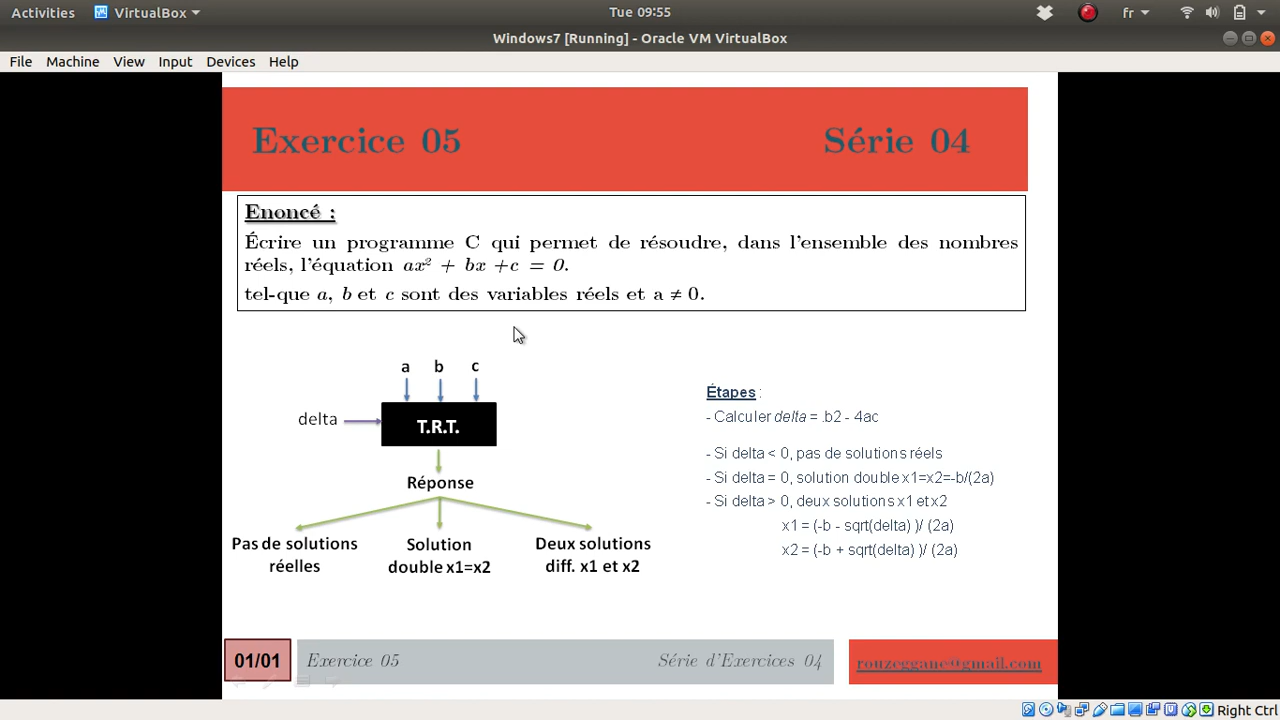 Activities VirtualBox Tue 09:55 fr
Windows7 [Running] - Oracle VM VirtualBox
File Machine View Input Devices Help
Exercice 05 Série 04
Enoncé :
Écrire un programme C qui permet de résoudre, dans l'ensemble des nombres
réels, l'équation ax² + bx +c = 0.
tel-que a, b et c sont des variables réels et a ≠ 0.
a b c
delta
T.R.T.
Réponse
Pas de solutions
réelles
Solution
double x1=x2
Deux solutions
diff. x1 et x2
Étapes :
- Calculer delta = .b2 - 4ac
- Si delta < 0, pas de solutions réels
- Si delta = 0, solution double x1=x2=-b/(2a)
- Si delta > 0, deux solutions x1 et x2
x1 = (-b - sqrt(delta) )/ (2a)
x2 = (-b + sqrt(delta) )/ (2a)
01/01 Exercice 05 Série d'Exercices 04 rouzeggane@gmail.com
Right Ctrl